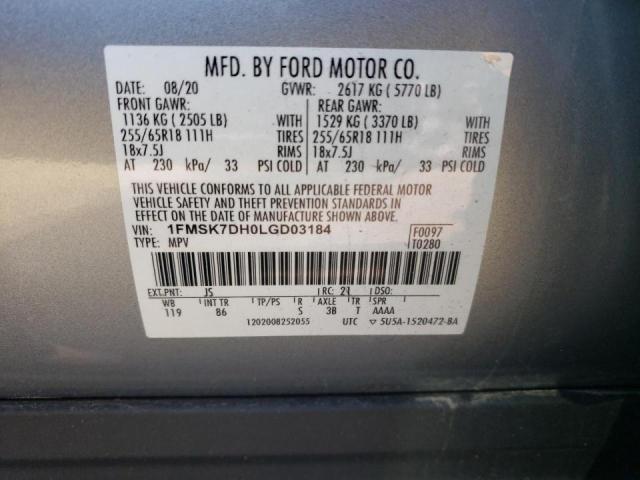 MFD. BY FORD MOTOR CO.
DATE: 08/20 GVWR: 2617 KG ( 5770 LB)
FRONT GAWR: REAR GAWR:
1136 KG ( 2505 LB) WITH 1529 KG ( 3370 LB) WITH
255/65R18 111H TIRES 255/65R18 111H TIRES
18x7.5J RIMS 18x7.5J RIMS
AT 230 kPa/ 33 PSI COLD AT 230 kPa/ 33 PSI COLD
THIS VEHICLE CONFORMS TO ALL APPLICABLE FEDERAL MOTOR
VEHICLE SAFETY AND THEFT PREVENTION STANDARDS IN
EFFECT ON THE DATE OF MANUFACTURE SHOWN ABOVE.
VIN: 1FMSK7DH0LGD03184 F0097
TYPE: MPV T0280
EXT.PNT: JS RC: 21 DSO:
WB INT TR TP/PS R AXLE TR SPR
119 86 S 3B T AAAA
1202008252055 UTC ▽ 5U5A-1520472-BA